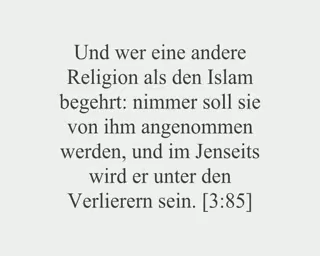 Und wer eine andere
Religion als den Islam
begehrt: nimmer soll sie
von ihm angenommen
werden, und im Jenseits
wird er unter den
Verlierern sein. [3:85]